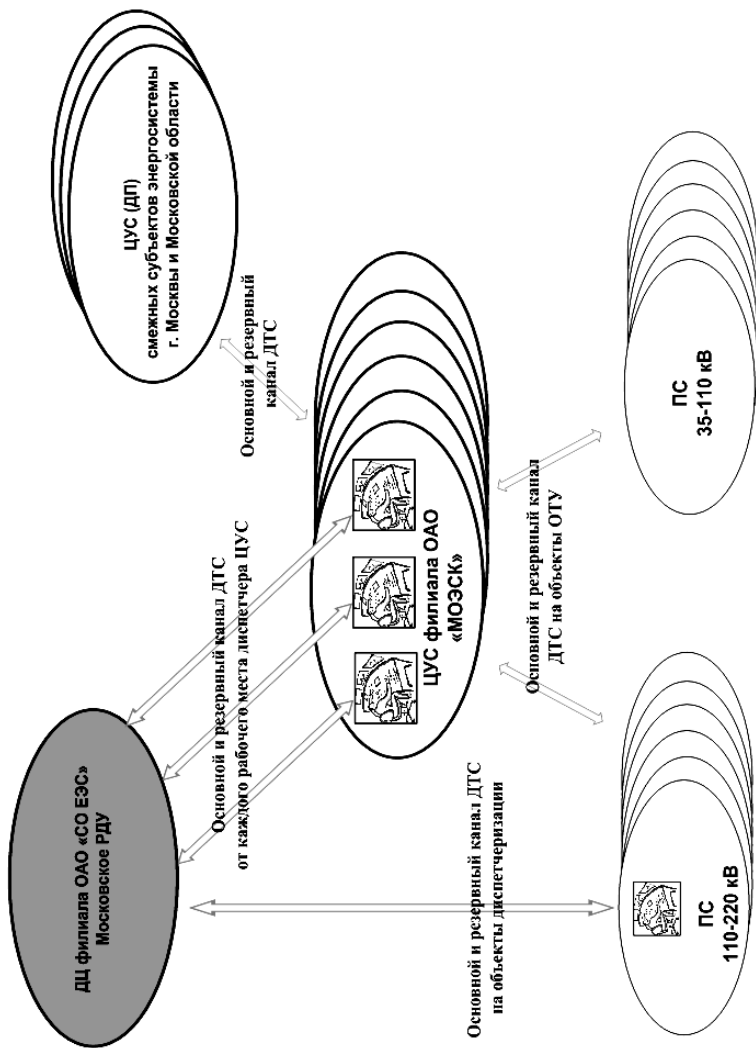 ДЦ филиала ОАО «СО ЕЭС»
Московское РДУ
ЦУС (ДП)
смежных субъектов энергосистемы
г. Москвы и Московской области
Основной и резервный канал ДТС
от каждого рабочего места диспетчера ЦУС
Основной и резервный
канал ДТС
ЦУС филиала ОАО
«МОЭСК»
Основной и резервный канал ДТС
на объекты диспетчеризации
Основной и резервный канал
ДТС на объекты ОТУ
ПС
110-220 кВ
ПС
35-110 кВ